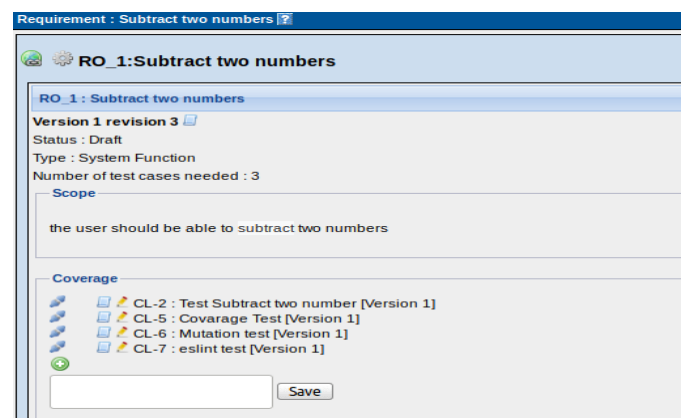 Requirement : Subtract two numbers ?
RO_1:Subtract two numbers
RO_1 : Subtract two numbers
Version 1 revision 3
Status : Draft
Type : System Function
Number of test cases needed : 3
Scope
the user should be able to subtract two numbers
Coverage
CL-2 : Test Subtract two number [Version 1]
CL-5 : Covarage Test [Version 1]
CL-6 : Mutation test [Version 1]
CL-7 : eslint test [Version 1]
Save